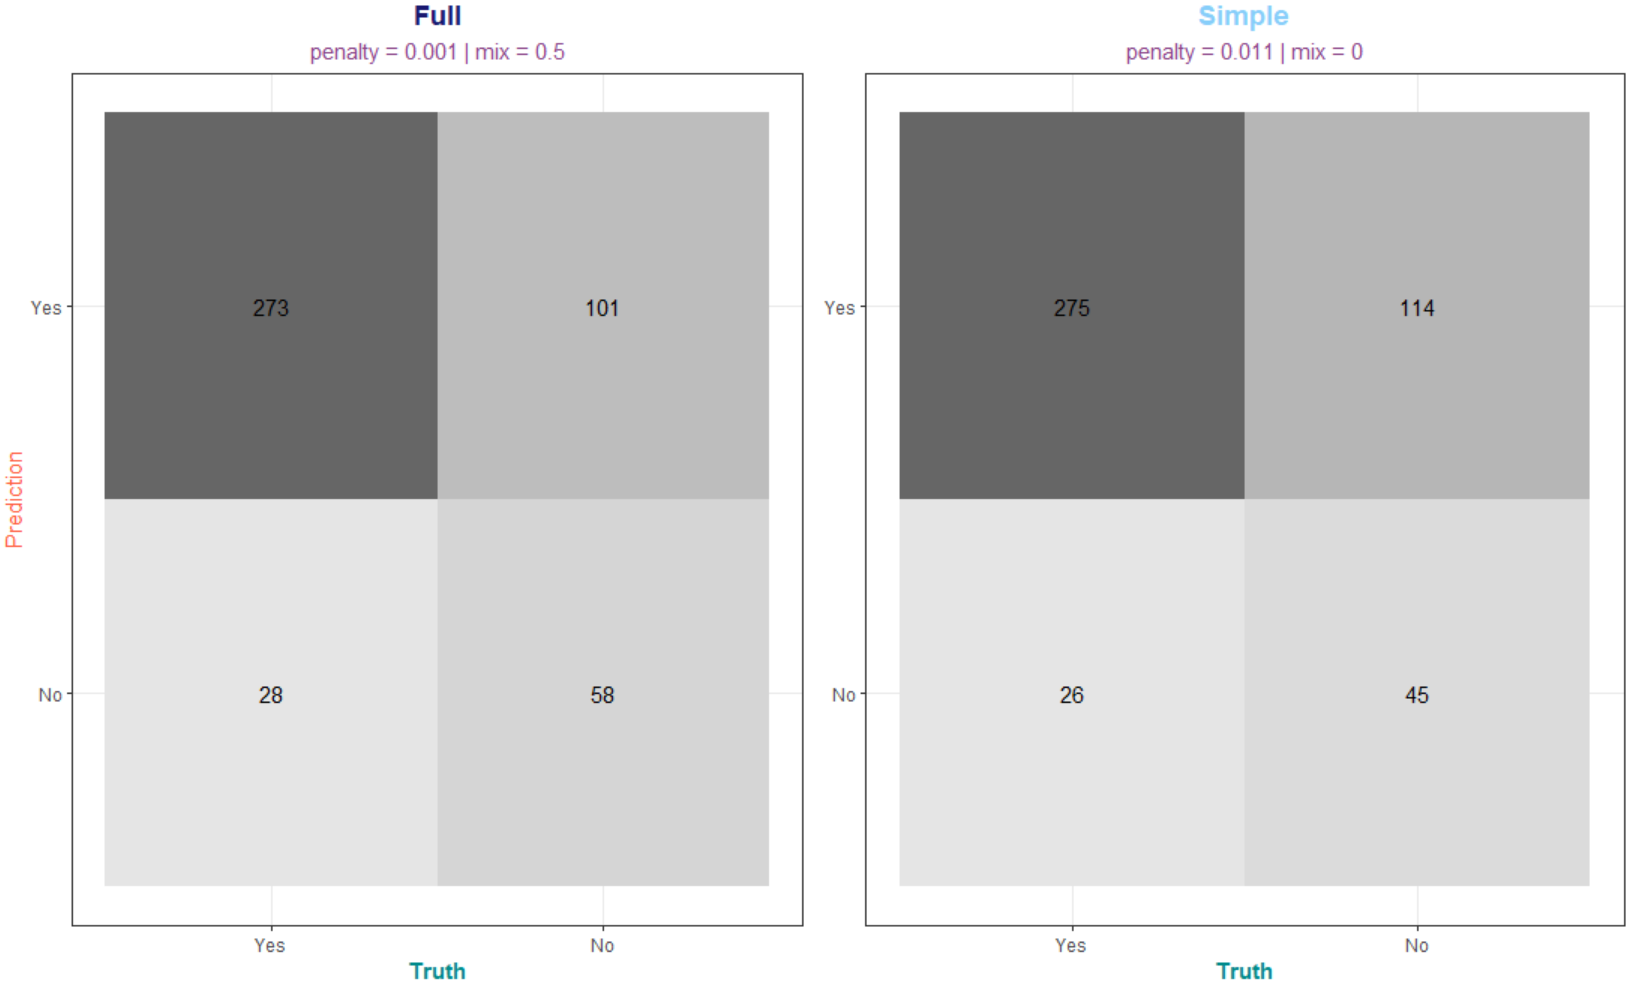 Full
penalty = 0.001 | mix = 0.5
Prediction
Yes
273
101
No
28
58
Yes
No
Truth
Simple
penalty = 0.011 | mix = 0
Yes
275
114
No
26
45
Yes
No
Truth